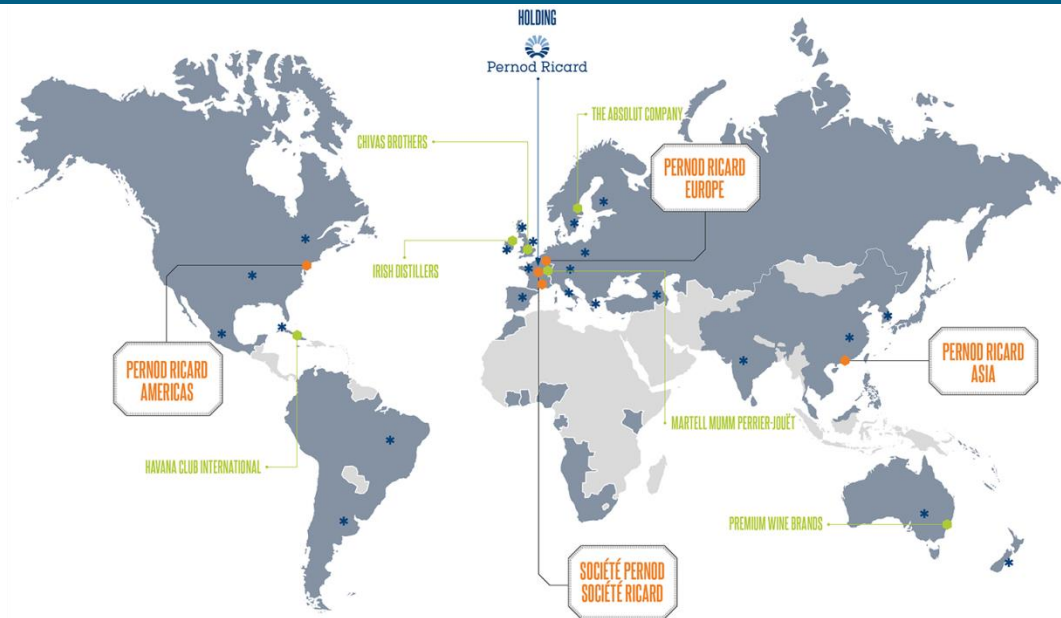 HOLDING
Pernod Ricard
THE ABSOLUT COMPANY
CHIVAS BROTHERS
PERNOD RICARD
EUROPE
IRISH DISTILLERS
PERNOD RICARD
AMERICAS
PERNOD RICARD
ASIA
MARTELL MUMM PERRIER-JOUËT
HAVANA CLUB INTERNATIONAL
PREMIUM WINE BRANDS
SOCIÉTÉ PERNOD
SOCIÉTÉ RICARD